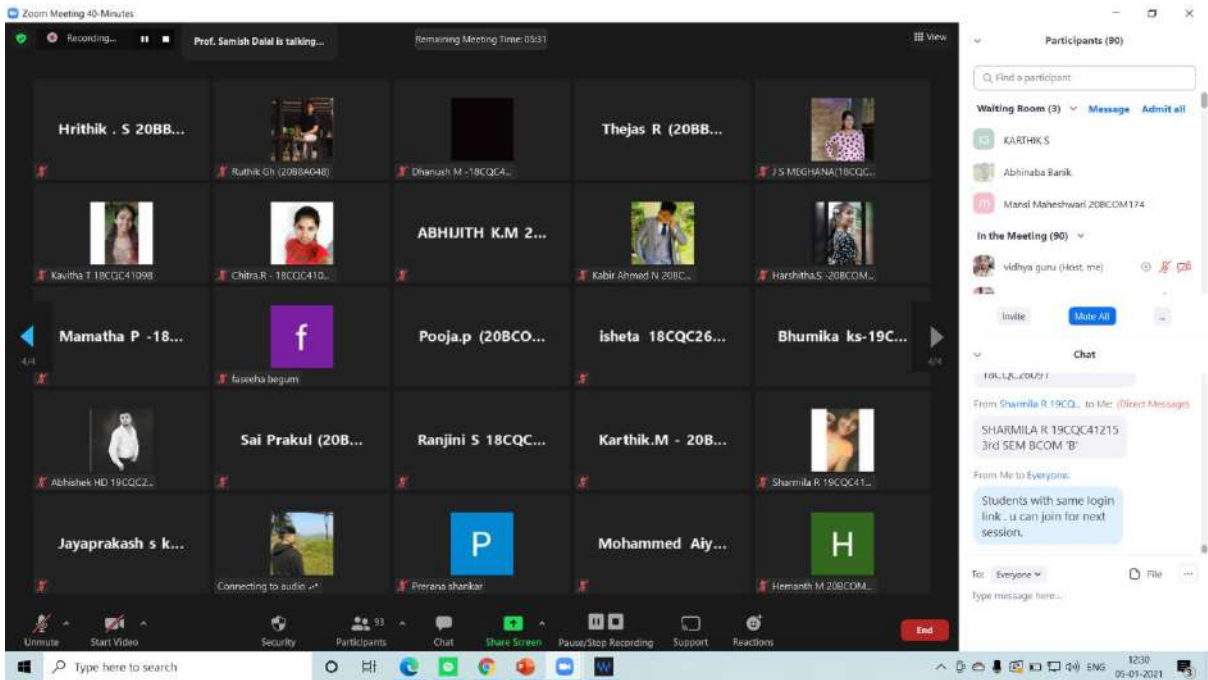 Zoom Meeting 40-Minutes
Recording...
Prof. Samish Dalal is talking...
Remaining Meeting Time: 05:31
View
Hrithik . S 20BB...
Ruthik Gh (20BBA048)
Dhanush M -18CQC4...
Thejas R (20BB...
J S MEGHANA(18CQC...
Kavitha T 18CQC41098
Chitra.R - 18CQC410...
ABHIJITH K.M 2...
Kabir Ahmed N 20BC...
Harshitha.S -20BCOM...
Mamatha P -18...
f
faseeha begum
Pooja.p (20BCO...
isheta 18CQC26...
Bhumika ks-19C...
4/4
4/4
Abhishek HD 19CQC2...
Sai Prakul (20B...
Ranjini S 18CQC...
Karthik.M - 20B...
Sharmila R 19CQC41...
Jayaprakash s k...
Connecting to audio
P
Prerana shankar
Mohammed Aiy...
H
Hemanth M 20BCOM...
Unmute
Start Video
Security
93
Participants
Chat
Share Screen
Pause/Stop Recording
Support
Reactions
End
Participants (90)
Find a participant
Waiting Room (3)
Message
Admit all
KS
KARTHIK S
Abhinaba Banik
m
Mansi Maheshwari 20BCOM174
In the Meeting (90)
vidhya guru (Host, me)
Invite
Mute All
...
Chat
18CQC26097
From Sharmila R 19CQ... to Me: (Direct Message)
SHARMILA R 19CQC41215
3rd SEM BCOM 'B'
From Me to Everyone:
Students with same login
link . u can join for next
session.
To: Everyone
File
...
Type message here...
Type here to search
W
ENG
12:30
05-01-2021
3